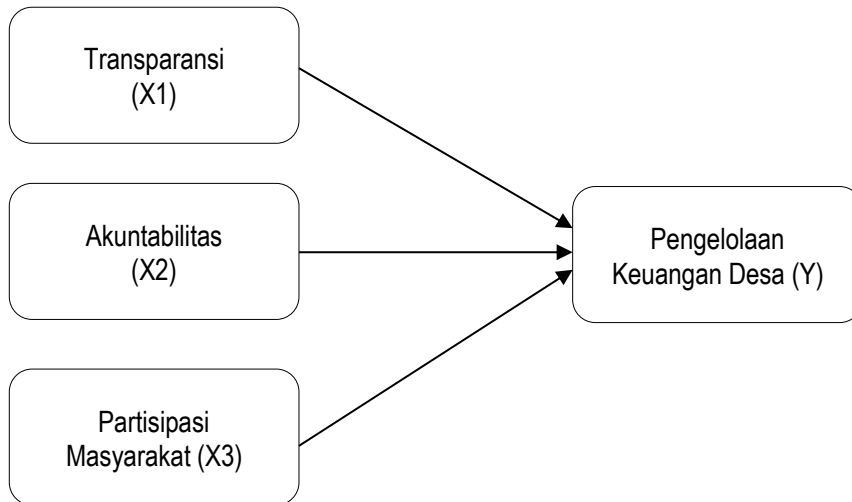 Transparansi
(X1)
Akuntabilitas
(X2)
Pengelolaan
Keuangan Desa (Y)
Partisipasi
Masyarakat (X3)